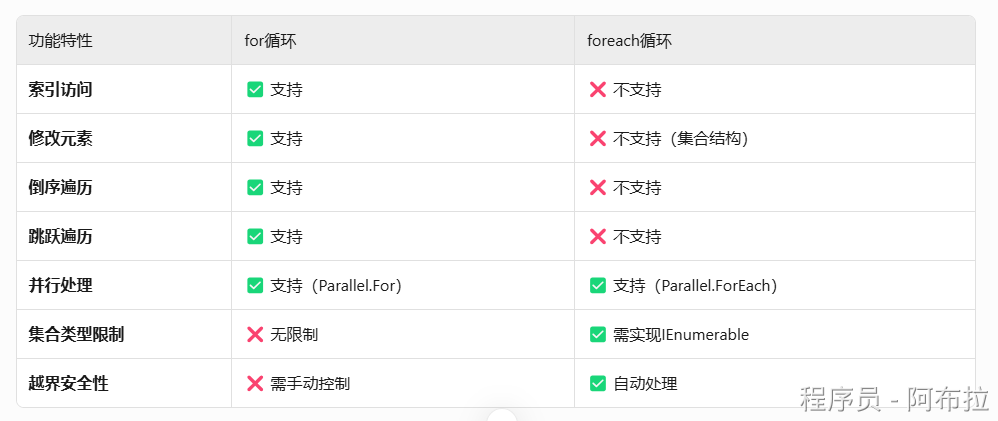 功能特性 for循环 foreach循环
索引访问 ✅ 支持 ❌ 不支持
修改元素 ✅ 支持 ❌ 不支持（集合结构）
倒序遍历 ✅ 支持 ❌ 不支持
跳跃遍历 ✅ 支持 ❌ 不支持
并行处理 ✅ 支持（Parallel.For） ✅ 支持（Parallel.ForEach）
集合类型限制 ❌ 无限制 ✅ 需实现IEnumerable
越界安全性 ❌ 需手动控制 ✅ 自动处理
程序员 - 阿布拉